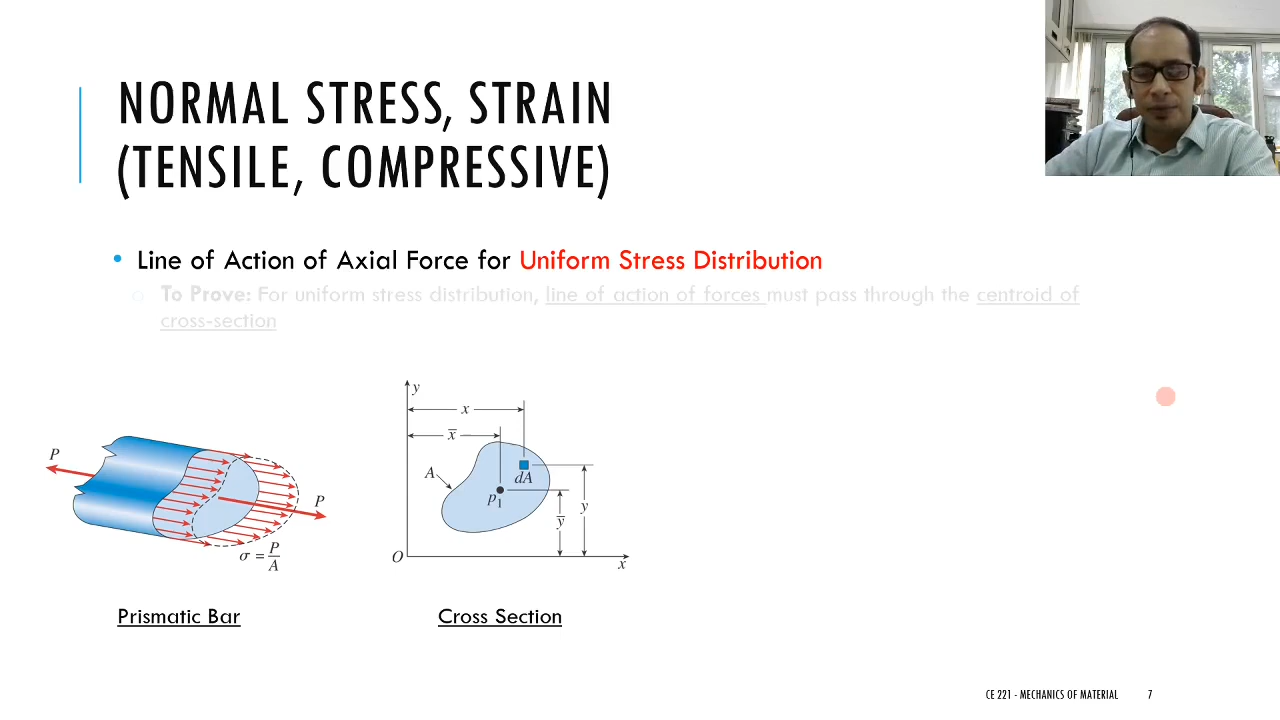 NORMAL STRESS, STRAIN
(TENSILE, COMPRESSIVE)
• Line of Action of Axial Force for Uniform Stress Distribution
o To Prove: For uniform stress distribution, line of action of forces must pass through the centroid of
cross-section
P
P
σ = P/A
y
x
x̄
A
dA
p1
ȳ
y
O
x
Prismatic Bar
Cross Section
CE 221 - MECHANICS OF MATERIAL
7